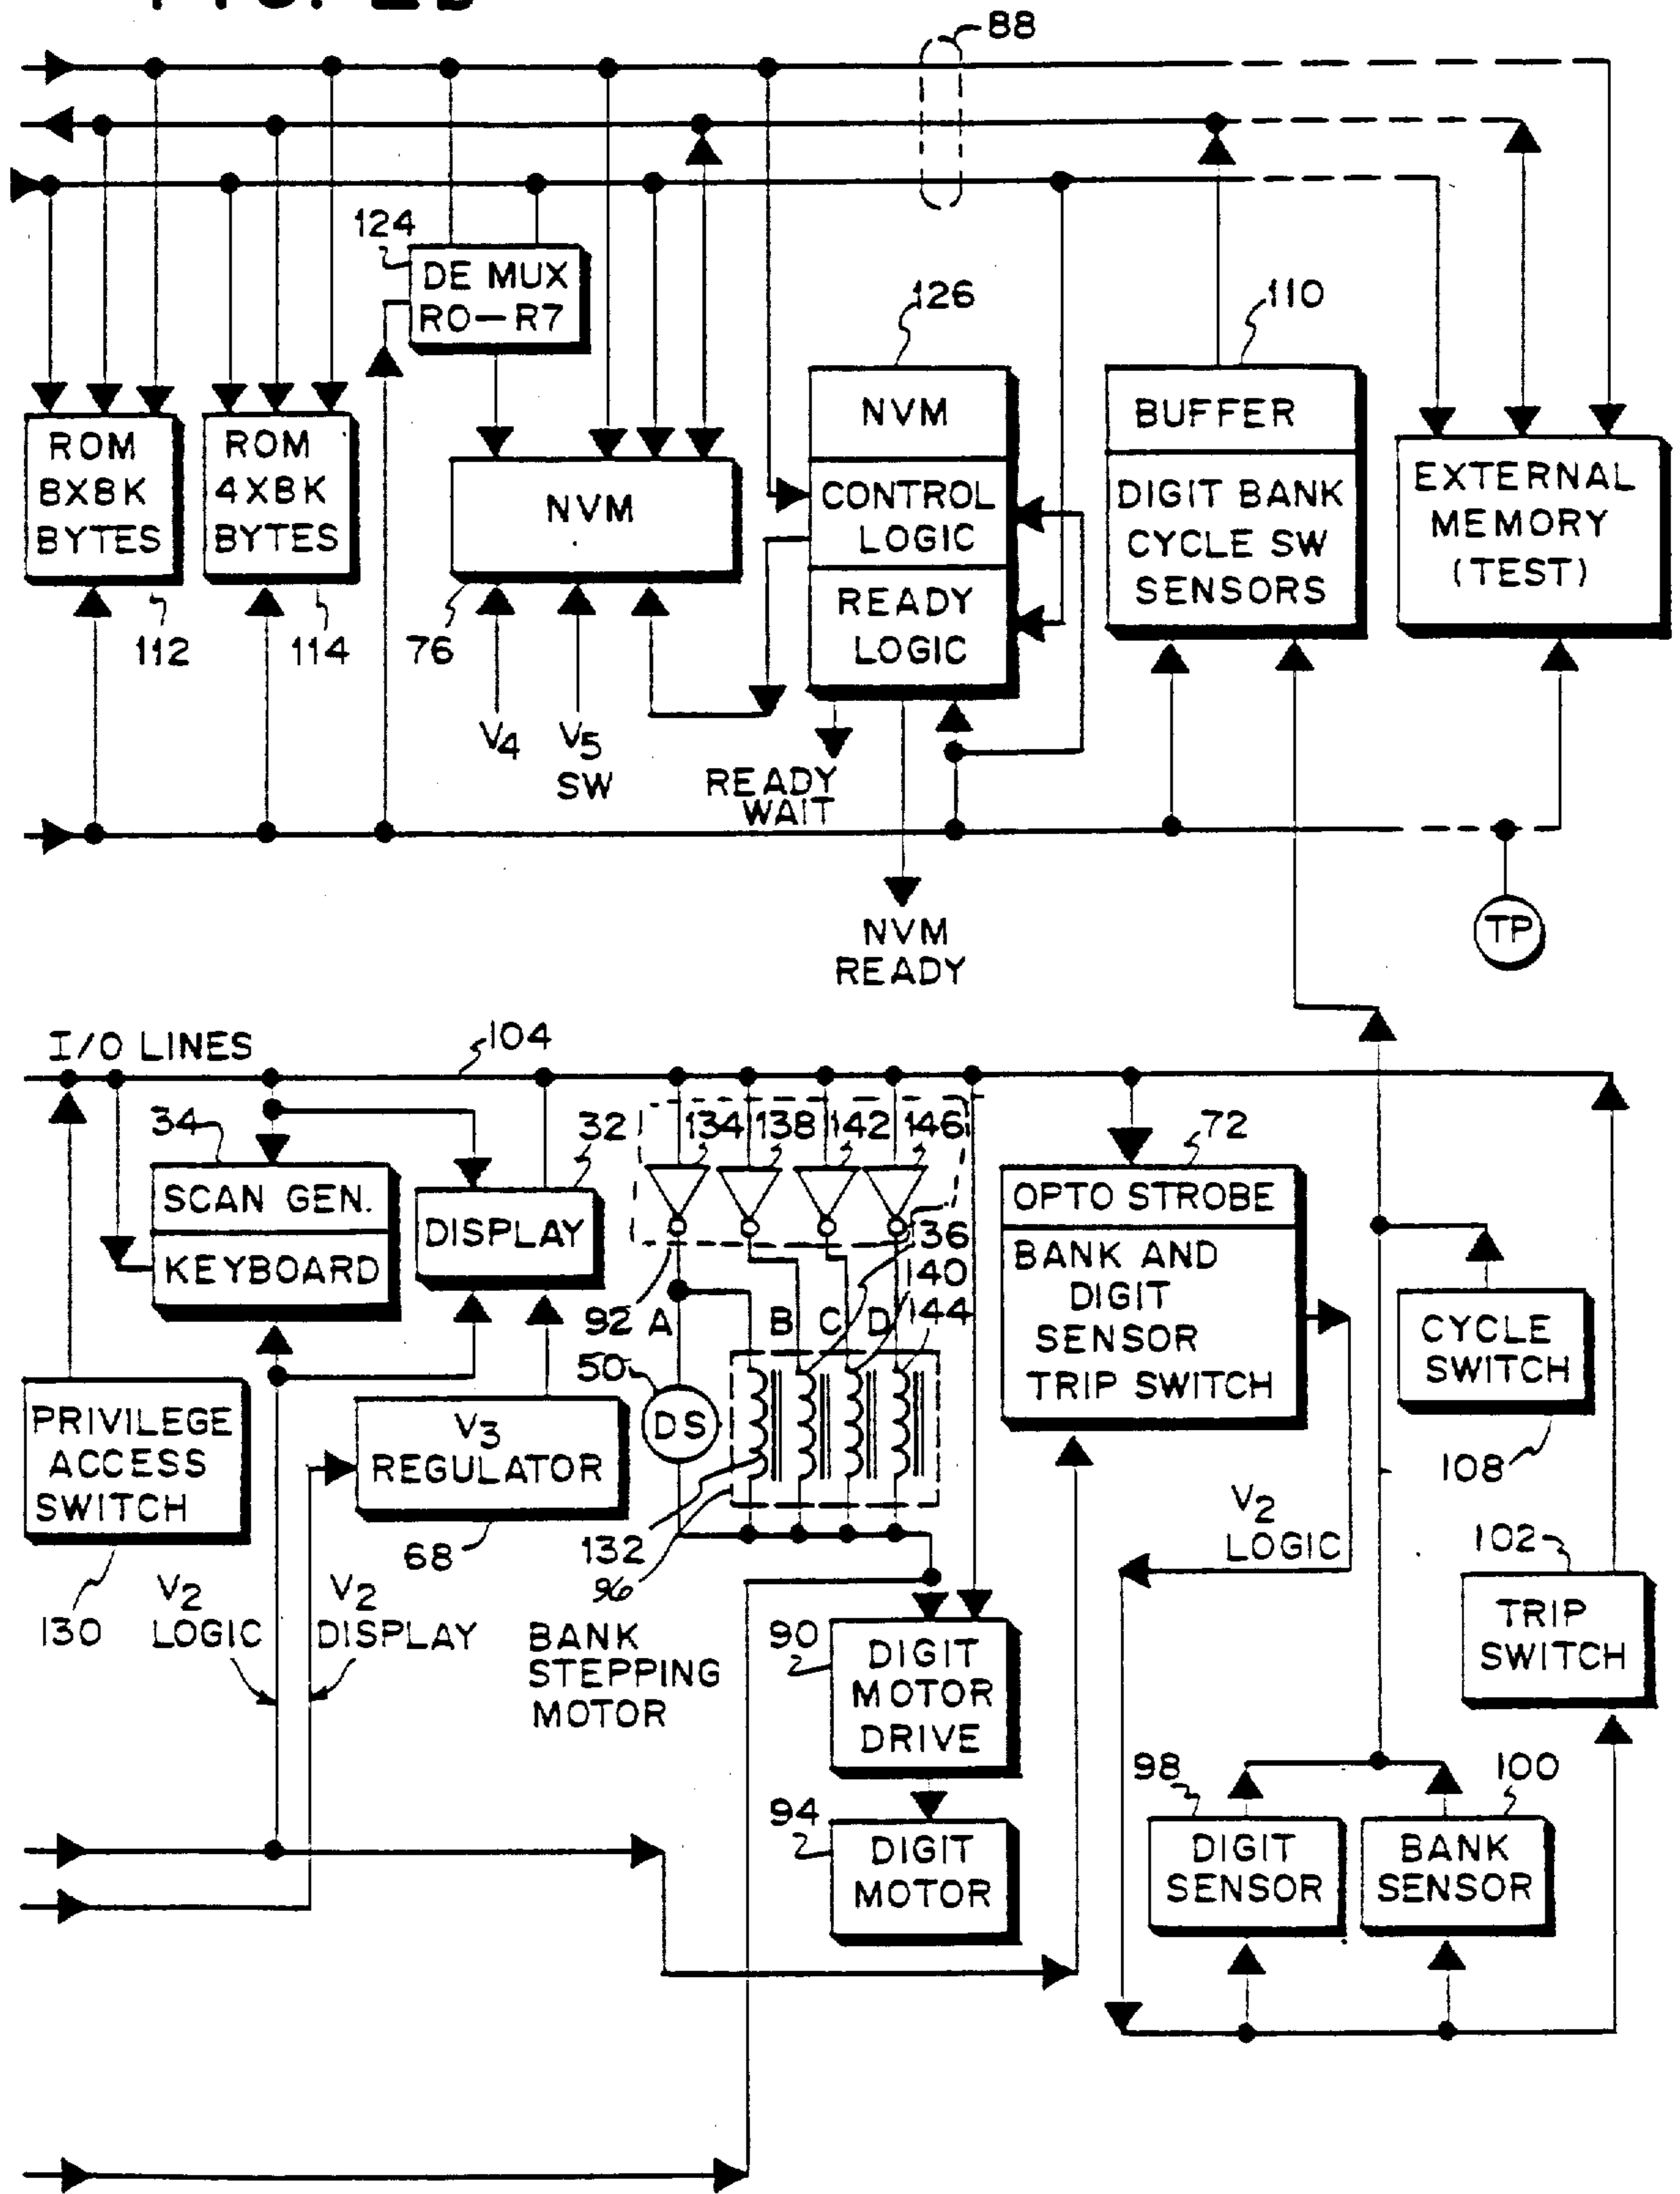 FIG. 2B
88
124
DE MUX
RO—R7
126
110
ROM
8X8K
BYTES
ROM
4X8K
BYTES
NVM
NVM
CONTROL
LOGIC
READY
LOGIC
BUFFER
DIGIT BANK
CYCLE SW
SENSORS
EXTERNAL
MEMORY
(TEST)
112
114
76
V4
V5
SW
READY
WAIT
NVM
READY
TP
I/O LINES
104
34
SCAN GEN.
KEYBOARD
32
DISPLAY
134
138
142
146
72
OPTO STROBE
BANK AND
DIGIT
SENSOR
TRIP SWITCH
36
140
144
92
A
B
C
D
50
DS
CYCLE
SWITCH
108
PRIVILEGE
ACCESS
SWITCH
130
V3
REGULATOR
68
132
96
V2
LOGIC
V2
DISPLAY
BANK
STEPPING
MOTOR
V2
LOGIC
102
TRIP
SWITCH
90
DIGIT
MOTOR
DRIVE
94
DIGIT
MOTOR
98
DIGIT
SENSOR
100
BANK
SENSOR